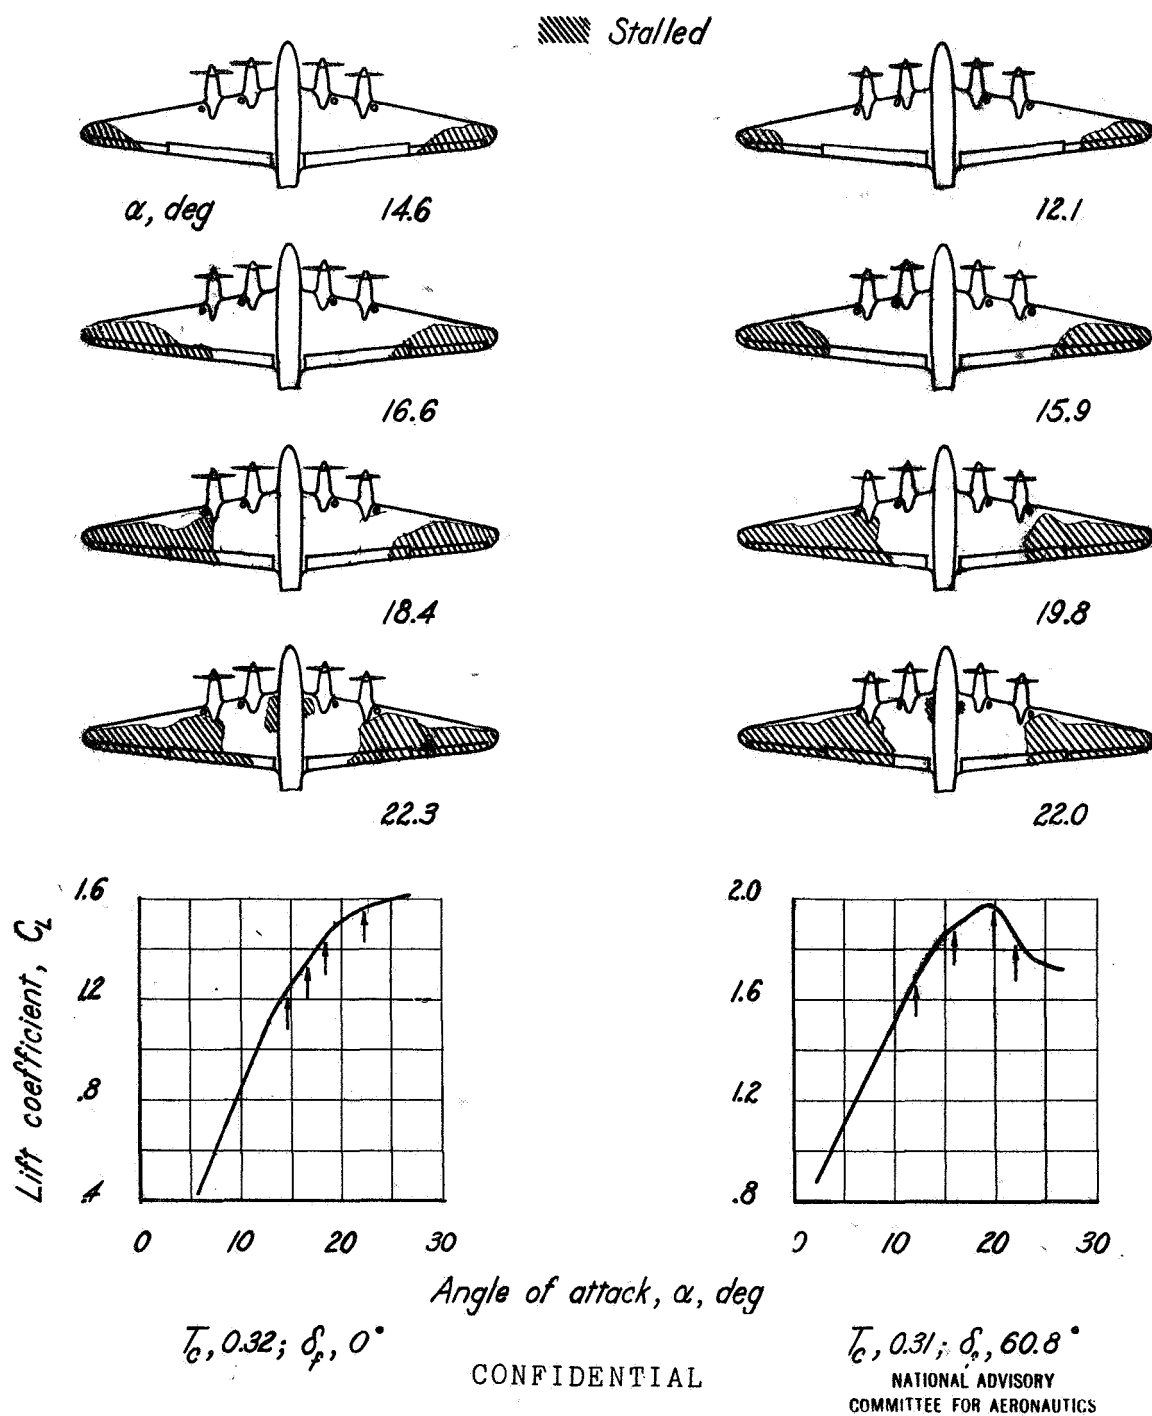 Stalled
α, deg 14.6 12.1
16.6 15.9
18.4 19.8
22.3 22.0
1.6 2.0
1.2 1.6
.8 1.2
.4 .8
Lift coefficient, C_L
0 10 20 30 0 10 20 30
Angle of attack, α, deg
T_c, 0.32; δ_f, 0° T_c, 0.31; δ_f, 60.8°
CONFIDENTIAL
NATIONAL ADVISORY
COMMITTEE FOR AERONAUTICS